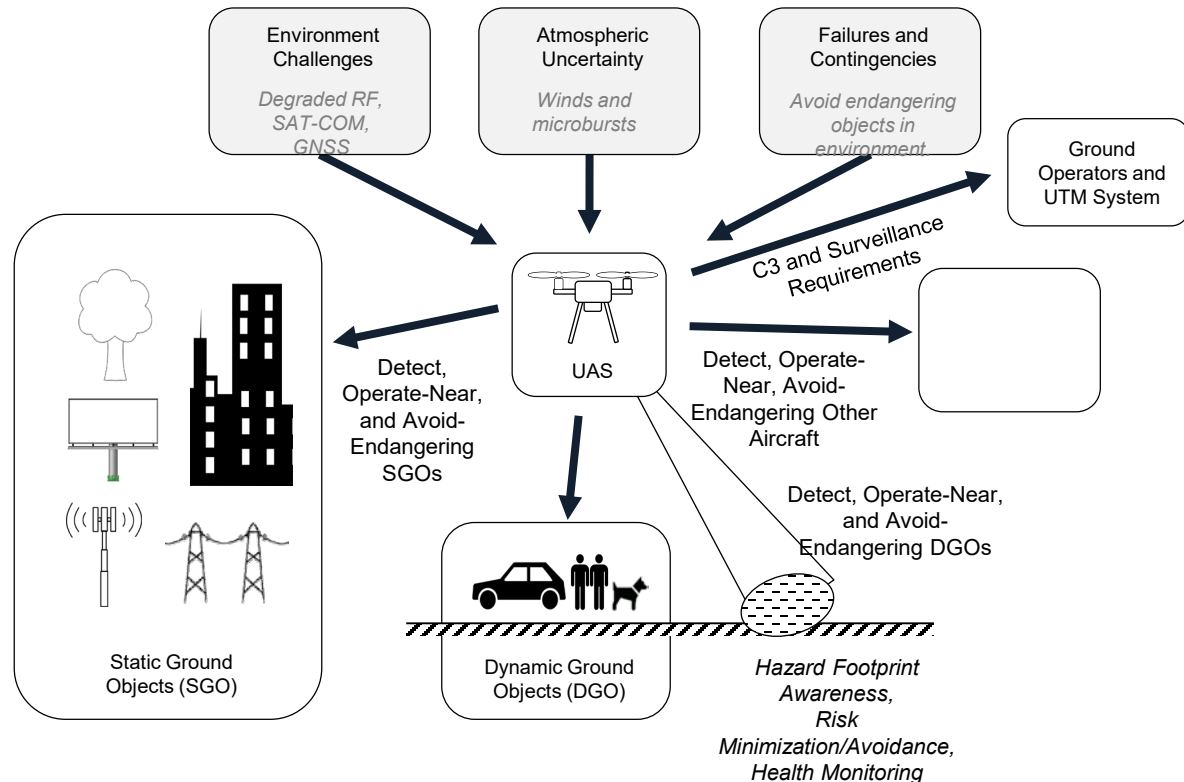 Environment
Challenges
Degraded RF,
SAT-COM,
GNSS
Atmospheric
Uncertainty
Winds and
microbursts
Failures and
Contingencies
Avoid endangering
objects in
environment.
Ground
Operators and
UTM System
C3 and Surveillance
Requirements
UAS
Detect,
Operate-Near,
and Avoid-
Endangering
SGOs
Detect, Operate-
Near, Avoid-
Endangering Other
Aircraft
Detect, Operate-Near,
and Avoid-
Endangering DGOs
Static Ground
Objects (SGO)
Dynamic Ground
Objects (DGO)
Hazard Footprint
Awareness,
Risk
Minimization/Avoidance,
Health Monitoring